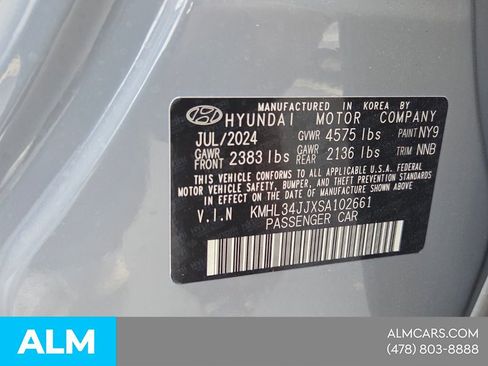 MANUFACTURED IN KOREA BY
HYUNDAI MOTOR COMPANY
JUL/2024 GVWR 4575 lbs PAINT NY9
GAWR FRONT 2383 lbs GAWR REAR 2136 lbs TRIM NNB
THIS VEHICLE CONFORMS TO ALL APPLICABLE U.S.A. FEDERAL
MOTOR VEHICLE SAFETY, BUMPER, AND THEFT PREVENTION STANDARDS
IN EFFECT ON THE DATE OF MANUFACTURE SHOWN ABOVE.
V.I.N KMHL34JJXSA102661
PASSENGER CAR
ALM
ALMCARS.COM
(478) 803-8888